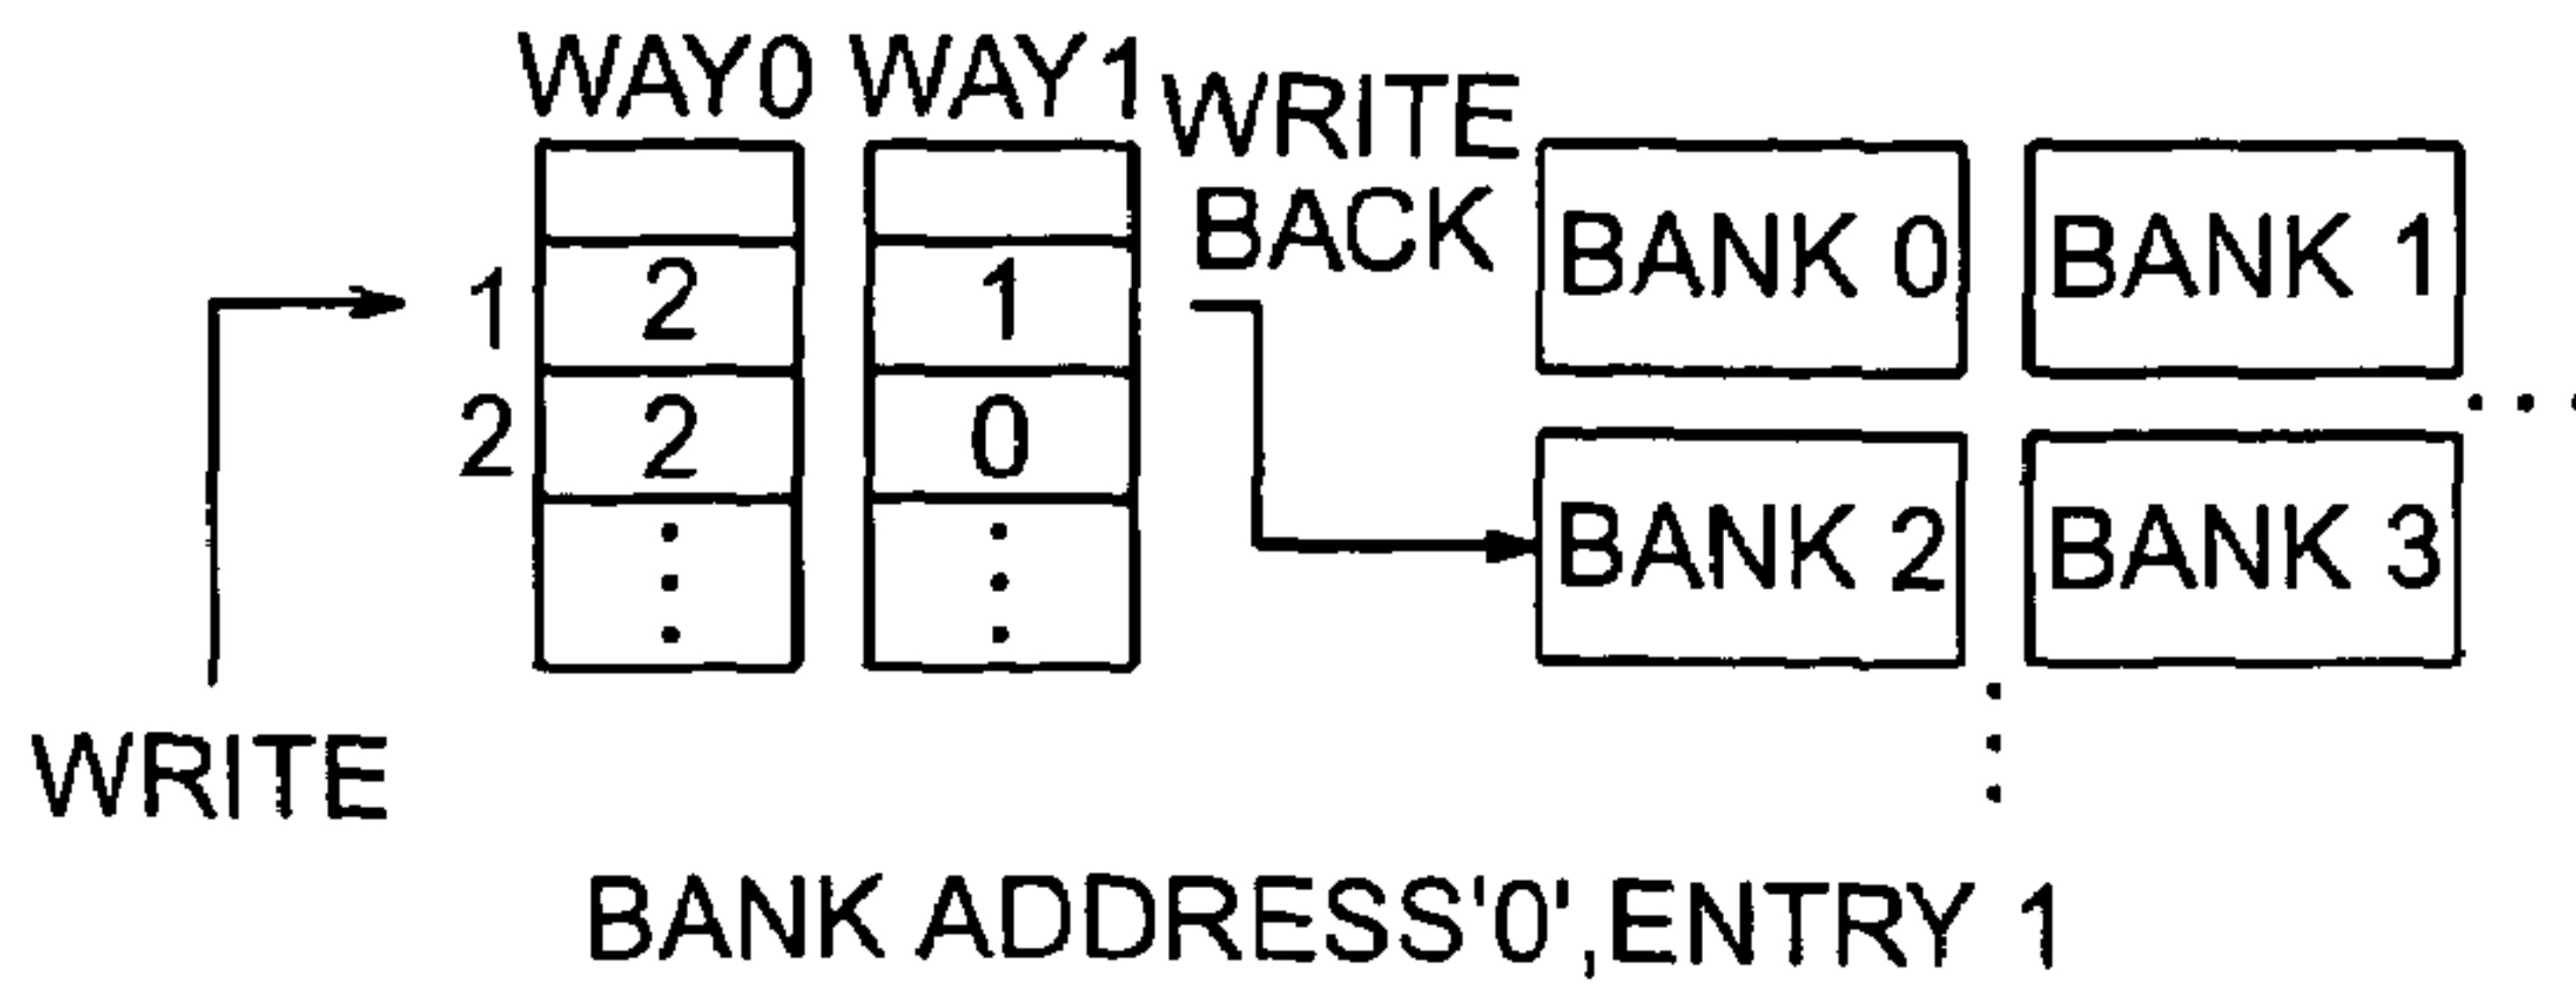 WAY0 WAY1
WRITE
BACK
BANK 0 BANK 1
1 2 1
2 2 0
BANK 2 BANK 3
WRITE
BANK ADDRESS'0',ENTRY 1